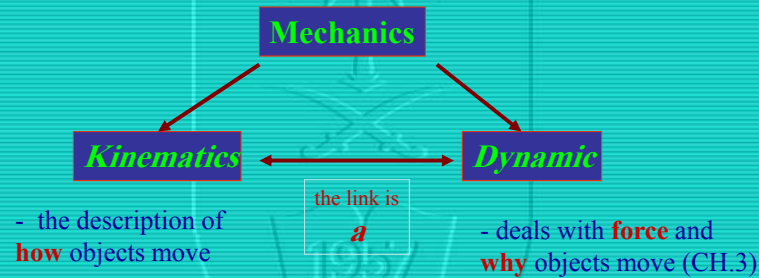 Mechanics
Kinematics
Dynamic
the link is
a
- the description of
how objects move
- deals with force and
why objects move (CH.3)
1957